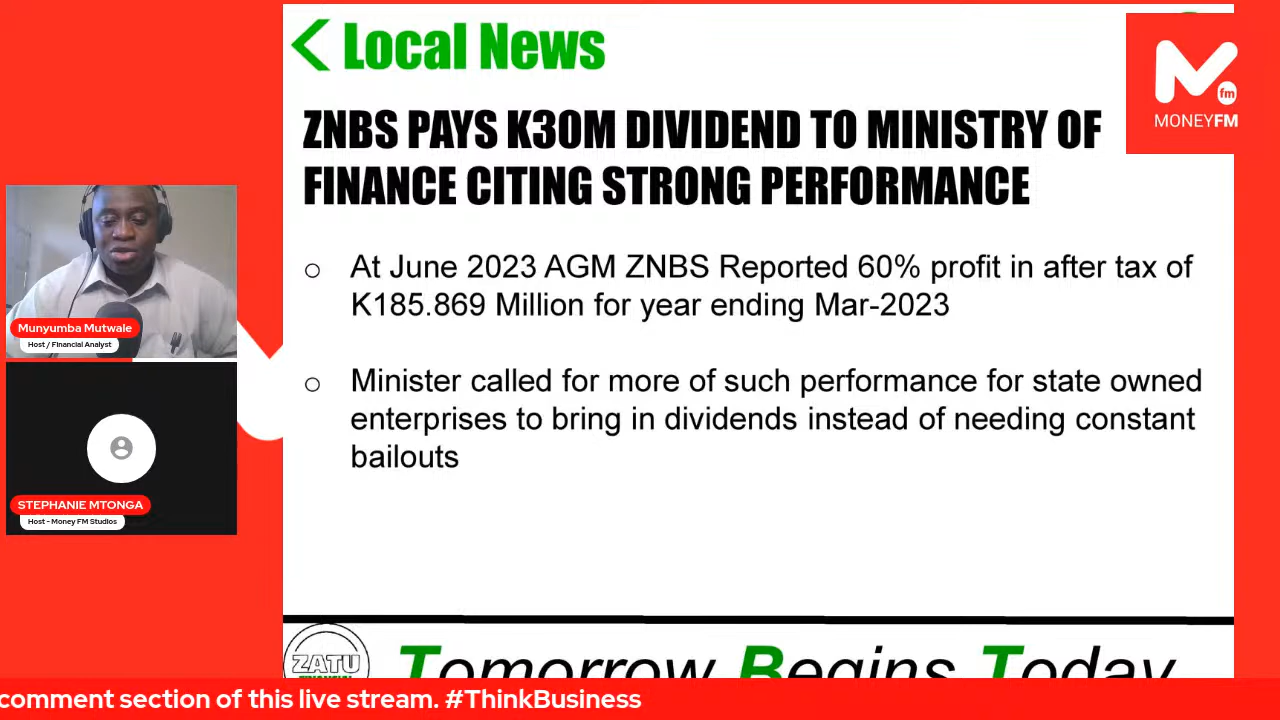 Local News
fm
MONEYFM
ZNBS PAYS K30M DIVIDEND TO MINISTRY OF
FINANCE CITING STRONG PERFORMANCE
At June 2023 AGM ZNBS Reported 60% profit in after tax of
K185.869 Million for year ending Mar-2023
Minister called for more of such performance for state owned
enterprises to bring in dividends instead of needing constant
bailouts
Munyumba Mutwale
Host / Financial Analyst
STEPHANIE MTONGA
Host - Money FM Studios
ZATU
FINANCIAL
Tomorrow Begins Today
comment section of this live stream. #ThinkBusiness